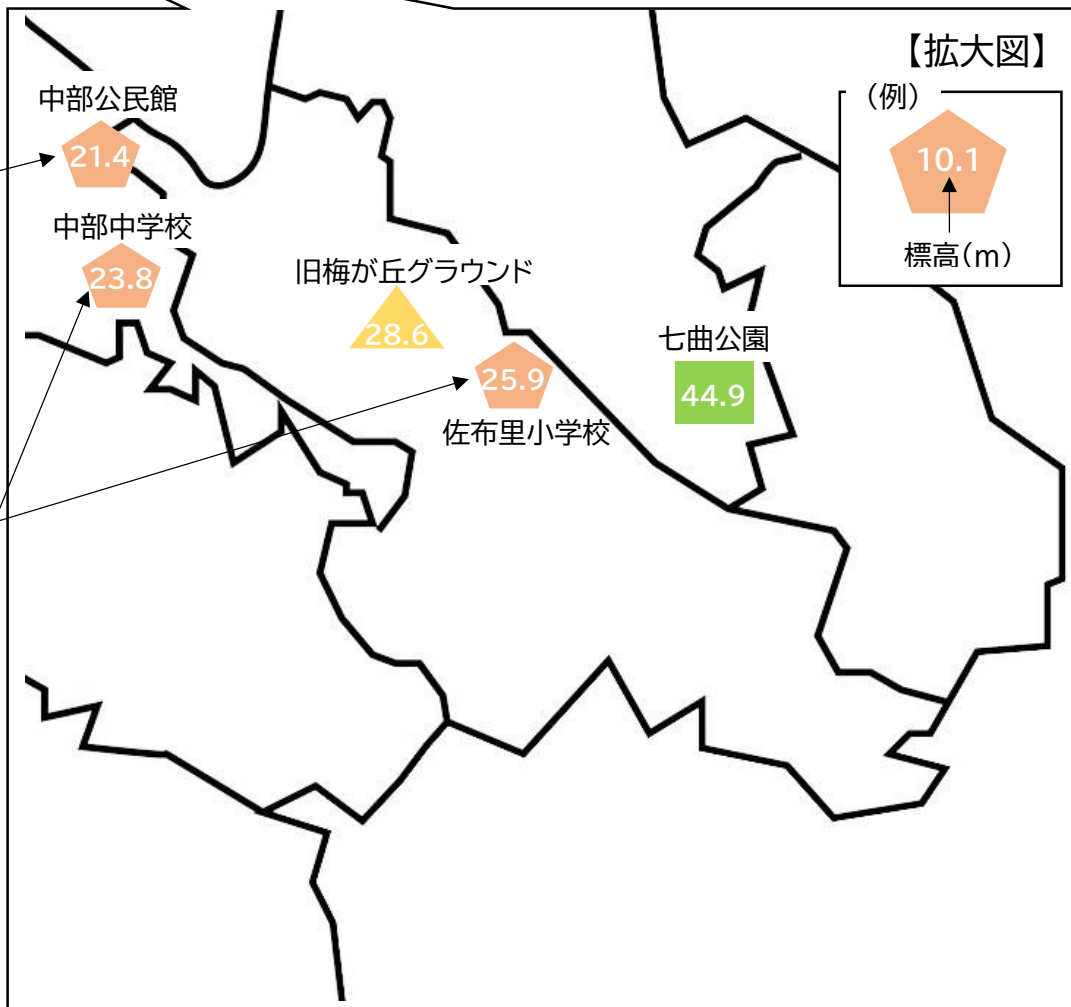 【拡大図】
(例)
10.1
標高(m)
中部公民館
21.4
中部中学校
23.8
旧梅が丘グラウンド
28.6
25.9
佐布里小学校
七曲公園
44.9